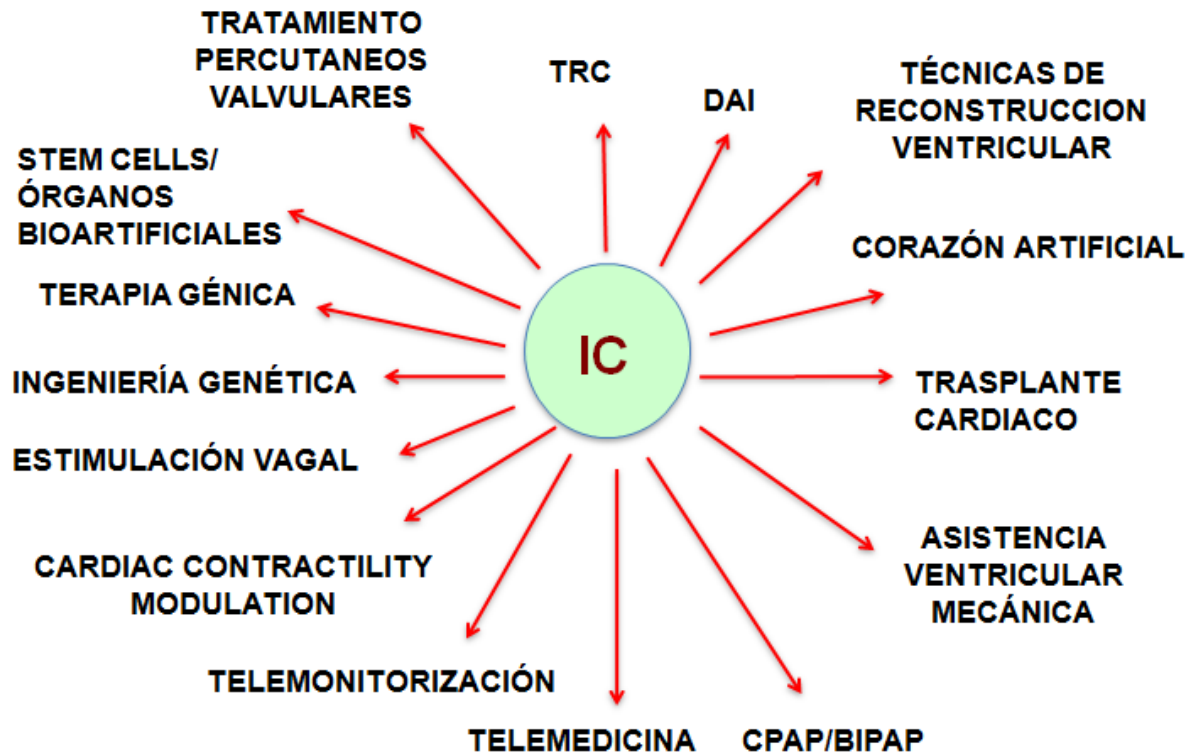 TRATAMIENTO
PERCUTANEOS
VALVULARES
TRC
DAI
TÉCNICAS DE
RECONSTRUCCION
VENTRICULAR
STEM CELLS/
ÓRGANOS
BIOARTIFICIALES
CORAZÓN ARTIFICIAL
TERAPIA GÉNICA
IC
INGENIERÍA GENÉTICA
TRASPLANTE
CARDIACO
ESTIMULACIÓN VAGAL
CARDIAC CONTRACTILITY
MODULATION
ASISTENCIA
VENTRICULAR
MECÁNICA
TELEMONITORIZACIÓN
TELEMEDICINA
CPAP/BIPAP